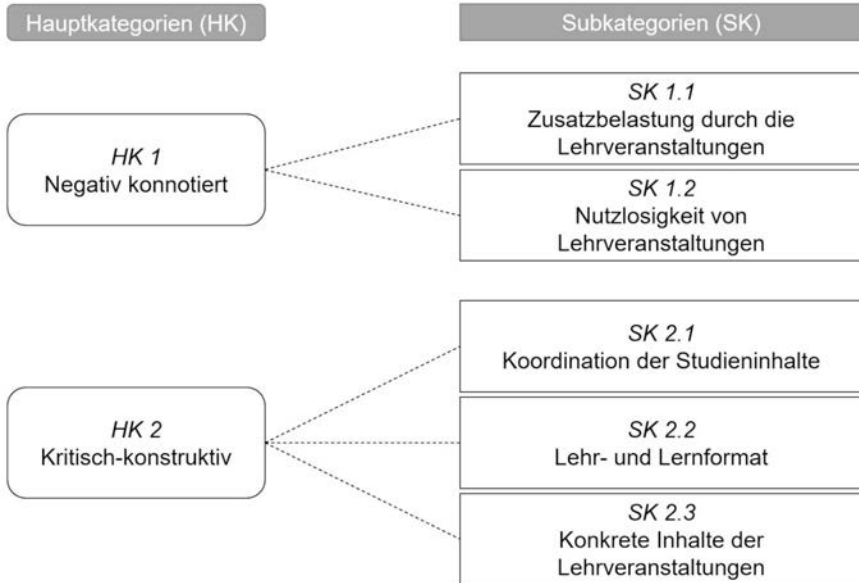 Hauptkategorien (HK)
Subkategorien (SK)
HK 1
Negativ konnotiert
SK 1.1
Zusatzbelastung durch die
Lehrveranstaltungen
SK 1.2
Nutzlosigkeit von
Lehrveranstaltungen
HK 2
Kritisch-konstruktiv
SK 2.1
Koordination der Studieninhalte
SK 2.2
Lehr- und Lernformat
SK 2.3
Konkrete Inhalte der
Lehrveranstaltungen